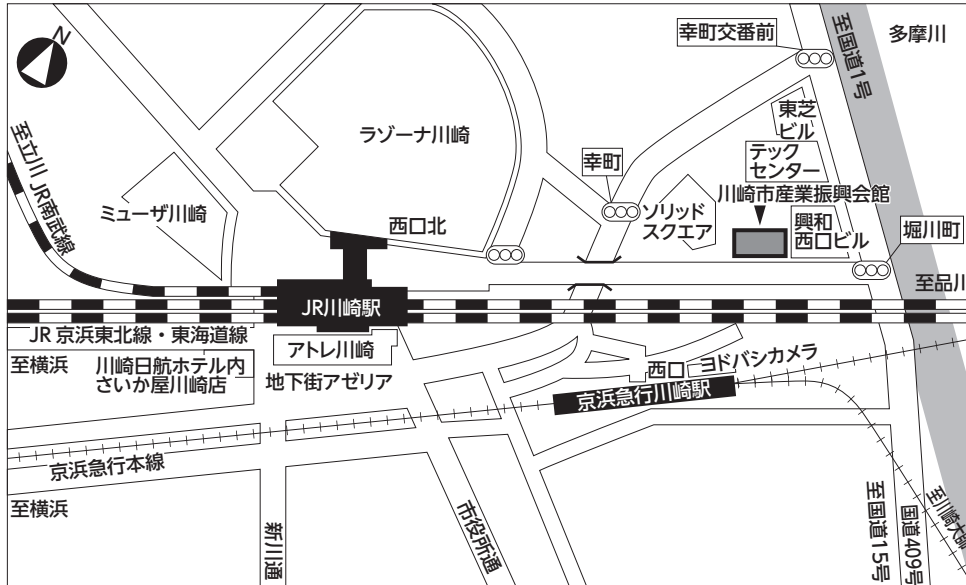 N
幸町交番前
至国道1号
多摩川
東芝
ビル
ラゾーナ川崎
テック
センター
幸町
川崎市産業振興会館
至立川 JR南武線
ミューザ川崎
西口北
ソリッド
スクエア
興和
西口ビル
堀川町
至品川
JR川崎駅
JR 京浜東北線・東海道線
アトレ川崎
至横浜
川崎日航ホテル内
さいか屋川崎店
地下街アゼリア
西口
ヨドバシカメラ
京浜急行川崎駅
京浜急行本線
至横浜
新川通
市役所通
至国道15号
国道409号
至川崎大師